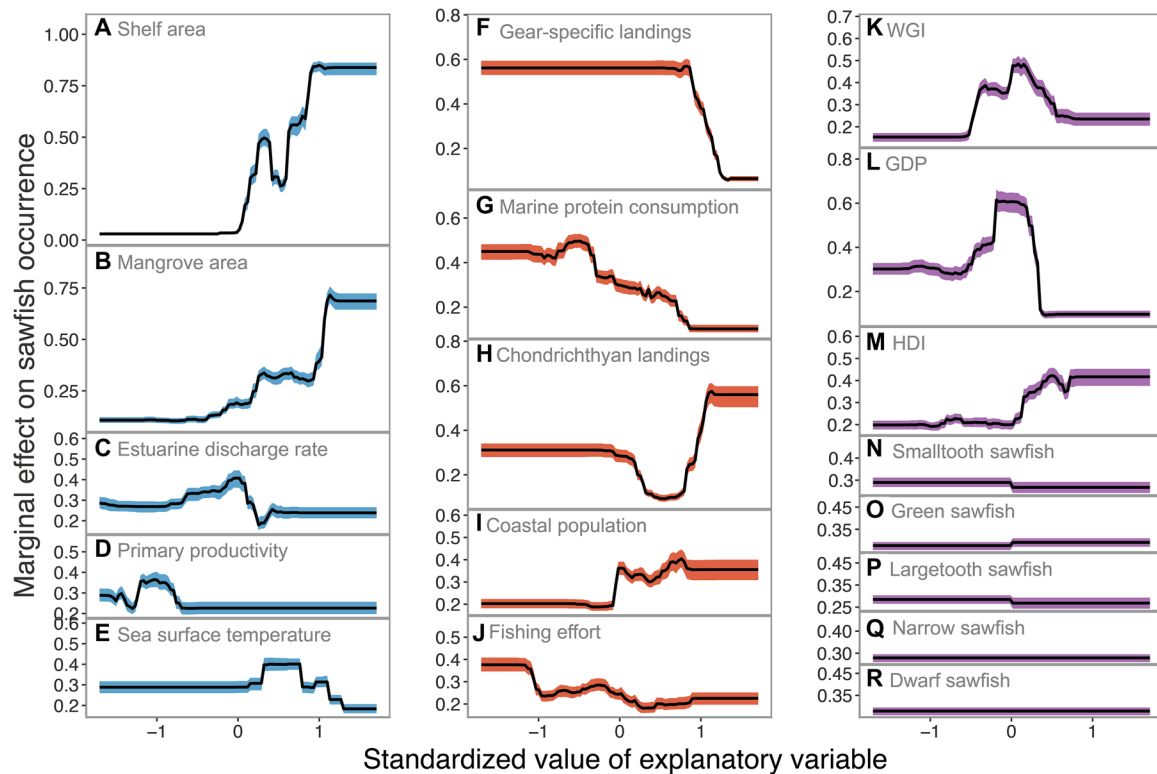 Marginal effect on sawfish occurrence
A Shelf area
1.00
0.75
0.50
0.25
0.00
B Mangrove area
0.75
0.50
0.25
C Estuarine discharge rate
0.6
0.5
0.4
0.3
0.2
D Primary productivity
0.5
0.4
0.3
0.2
E Sea surface temperature
0.6
0.5
0.4
0.3
0.2
−1 0 1
F Gear-specific landings
0.8
0.6
0.4
0.2
G Marine protein consumption
0.6
0.4
0.2
H Chondrichthyan landings
0.8
0.6
0.4
0.2
I Coastal population
0.6
0.5
0.4
0.3
0.2
J Fishing effort
0.5
0.4
0.3
0.2
−1 0 1
K WGI
0.7
0.5
0.4
0.3
0.2
L GDP
0.8
0.6
0.4
0.2
M HDI
0.6
0.5
0.4
0.3
0.2
N Smalltooth sawfish
0.4
0.3
O Green sawfish
0.45
0.35
P Largetooth sawfish
0.45
0.35
0.25
Q Narrow sawfish
0.40
0.30
R Dwarf sawfish
0.45
0.35
−1 0 1
Standardized value of explanatory variable